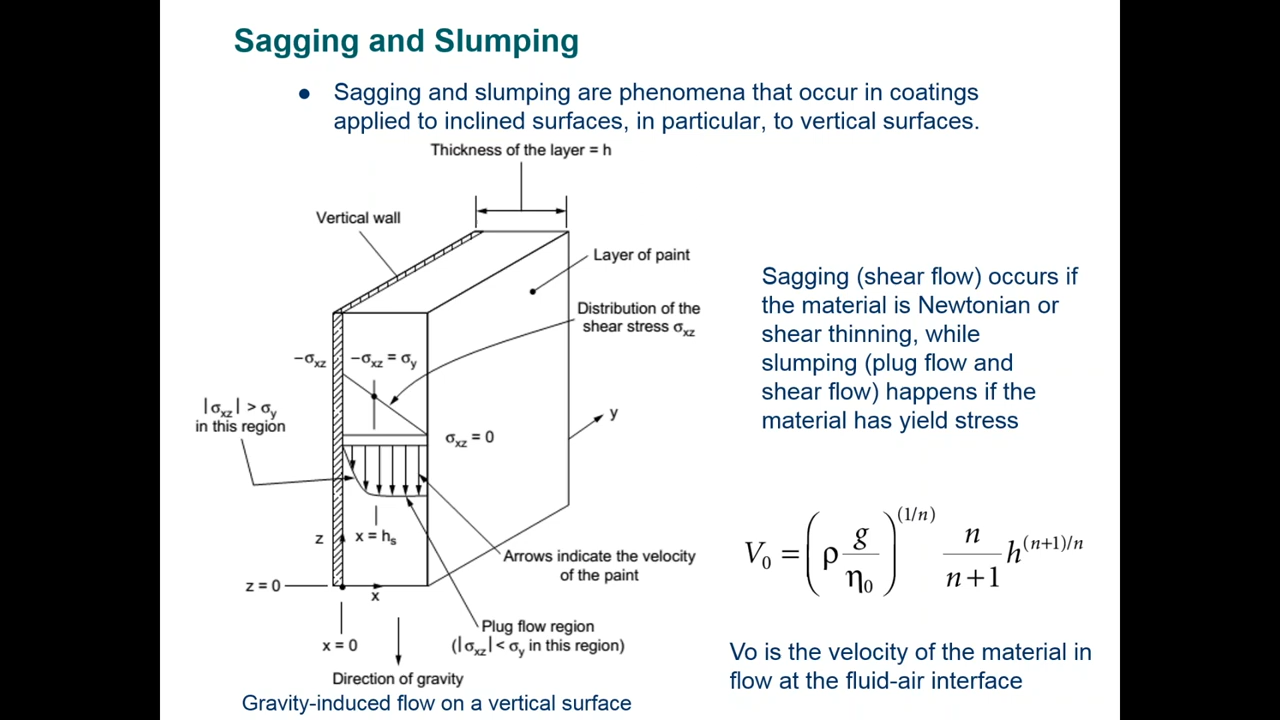 Sagging and Slumping
● Sagging and slumping are phenomena that occur in coatings
applied to inclined surfaces, in particular, to vertical surfaces.
Thickness of the layer = h
Vertical wall
Layer of paint
Distribution of the
shear stress σxz
−σxz
−σxz = σy
|σxz| > σy
in this region
y
σxz = 0
z
x = hs
Arrows indicate the velocity
of the paint
z = 0
x
Plug flow region
(|σxz| < σy in this region)
x = 0
Direction of gravity
Gravity-induced flow on a vertical surface
Sagging (shear flow) occurs if
the material is Newtonian or
shear thinning, while
slumping (plug flow and
shear flow) happens if the
material has yield stress
V₀ = (ρ g/η₀)^(1/n) n/(n+1) h^(n+1)/n
Vo is the velocity of the material in
flow at the fluid-air interface